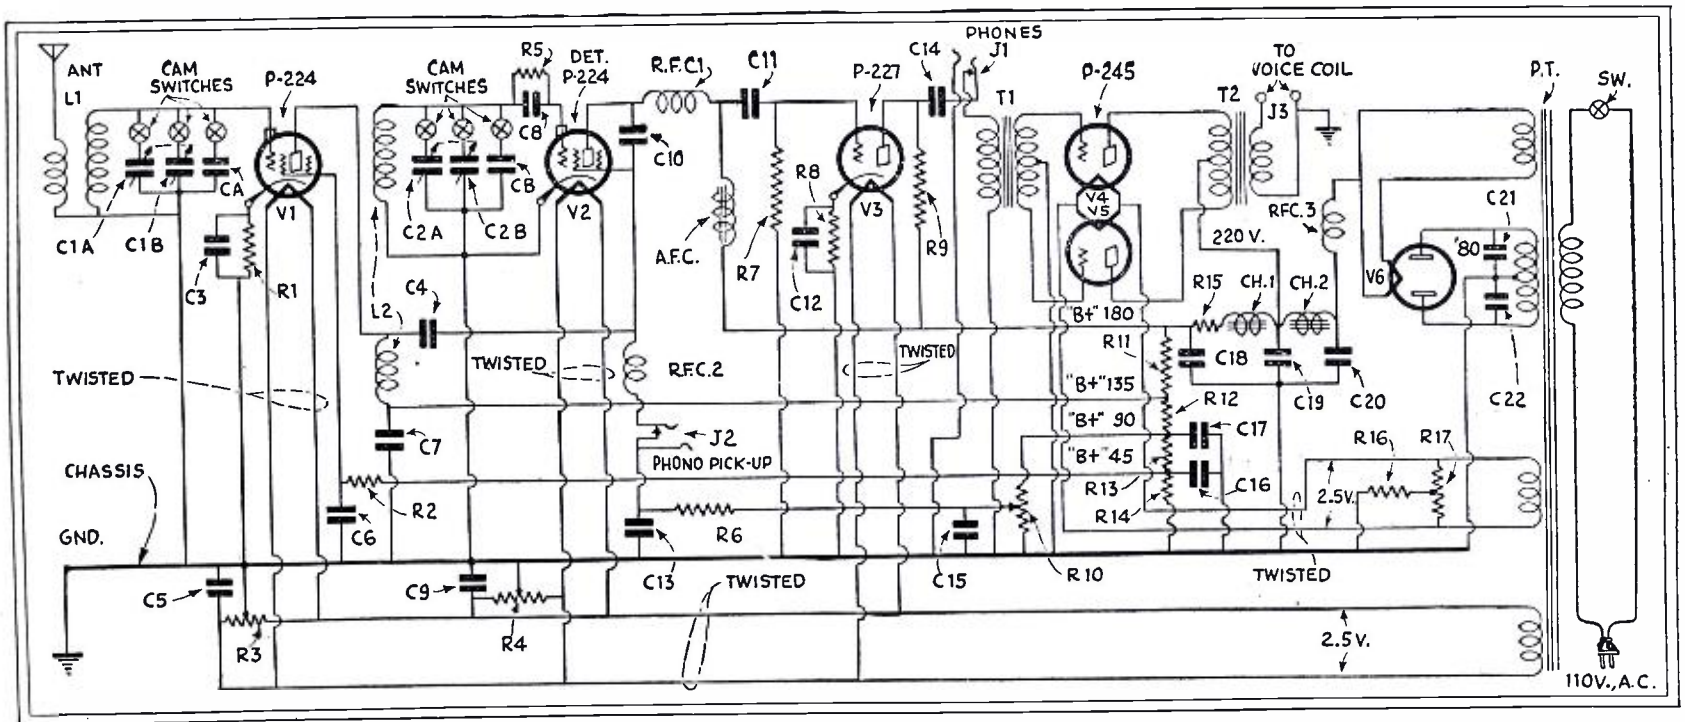 ANT
L1
CAM
SWITCHES
P-224
CAM
SWITCHES
R5
DET.
P-224
R.F.C1
C11
P-227
C14
PHONES
J1
P-245
TO
VOICE COIL
J3
P.T.
SW.
T1
T2
C8
C10
C1A
C1B
CA
V1
C2A
C2B
CB
V2
R8
V3
V4
V5
RFC.3
C21
'80
C3
R1
L2
C4
A.F.C.
R7
C12
R9
220 V.
V6
R15
CH.1
CH.2
"B+" 180
R11
C18
TWISTED
TWISTED
R.F.C.2
TWISTED
"B+" 135
R12
C19
C20
C22
C7
J2
PHONO PICK-UP
"B+" 90
C17
R16
R17
"B+" 45
CHASSIS
R2
R13
C16
2.5V.
GND.
C6
R6
R14
C5
C9
C13
TWISTED
C15
R10
TWISTED
R3
R4
2.5 V.
110V., A.C.